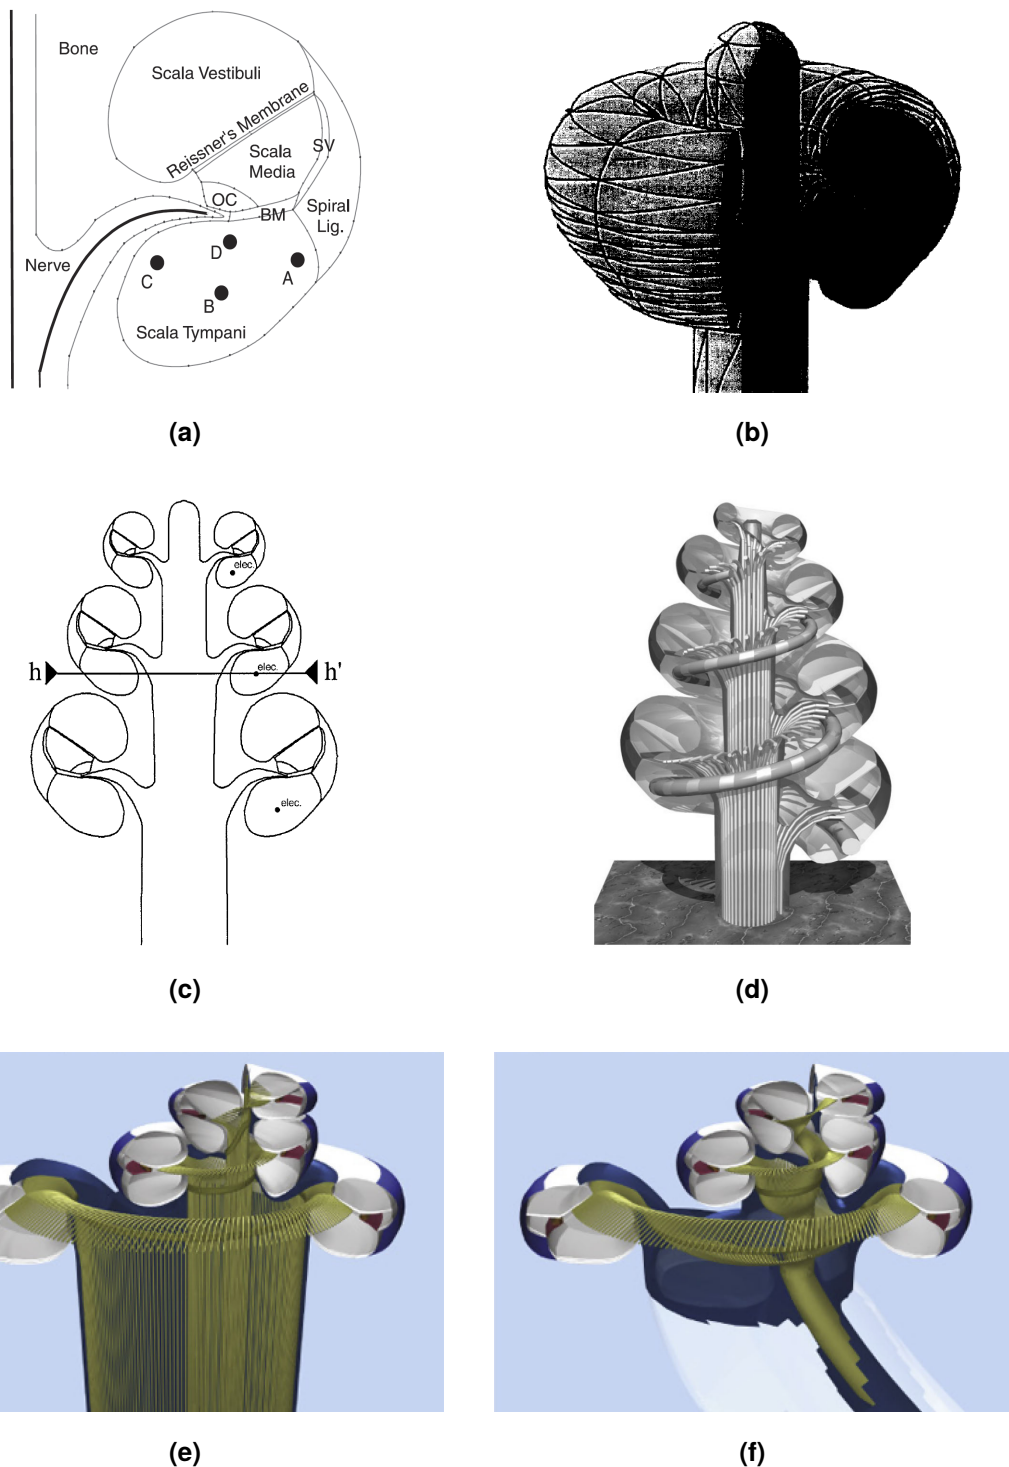 Bone
Scala Vestibuli
Reissner's Membrane
SV
Scala
Media
OC
BM
Spiral
Lig.
Nerve
D
C
A
B
Scala Tympani
(a)
(b)
elec.
h
elec.
h'
elec.
(c)
(d)
(e)
(f)